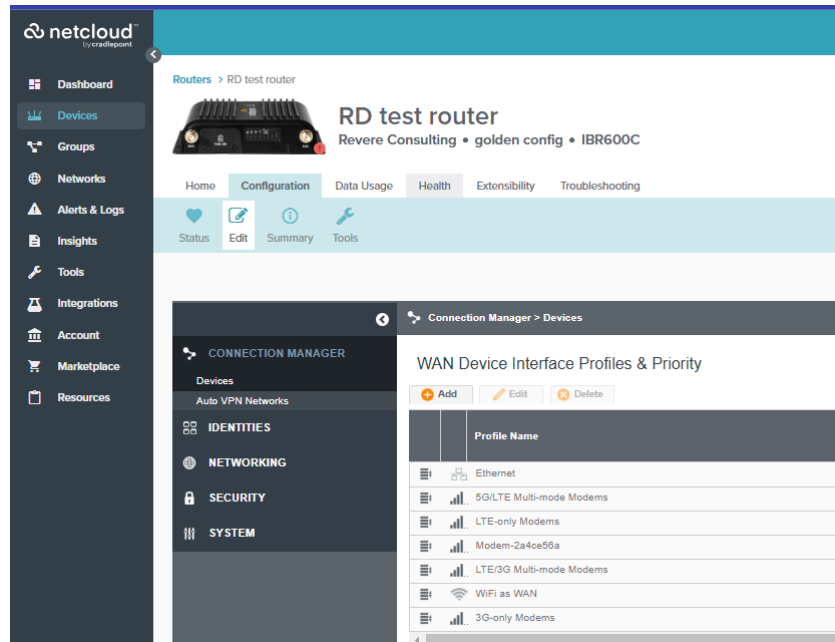 netcloud
by cradlepoint
Dashboard
Devices
Groups
Networks
Alerts & Logs
Insights
Tools
Integrations
Account
Marketplace
Resources
Routers > RD test router
RD test router
Revere Consulting • golden config • IBR600C
Home Configuration Data Usage Health Extensibility Troubleshooting
Status Edit Summary Tools
CONNECTION MANAGER
Devices
Auto VPN Networks
IDENTITIES
NETWORKING
SECURITY
SYSTEM
Connection Manager > Devices
WAN Device Interface Profiles & Priority
Add Edit Delete
Profile Name
Ethernet
5G/LTE Multi-mode Modems
LTE-only Modems
Modem-2a4ce56a
LTE/3G Multi-mode Modems
WiFi as WAN
3G-only Modems